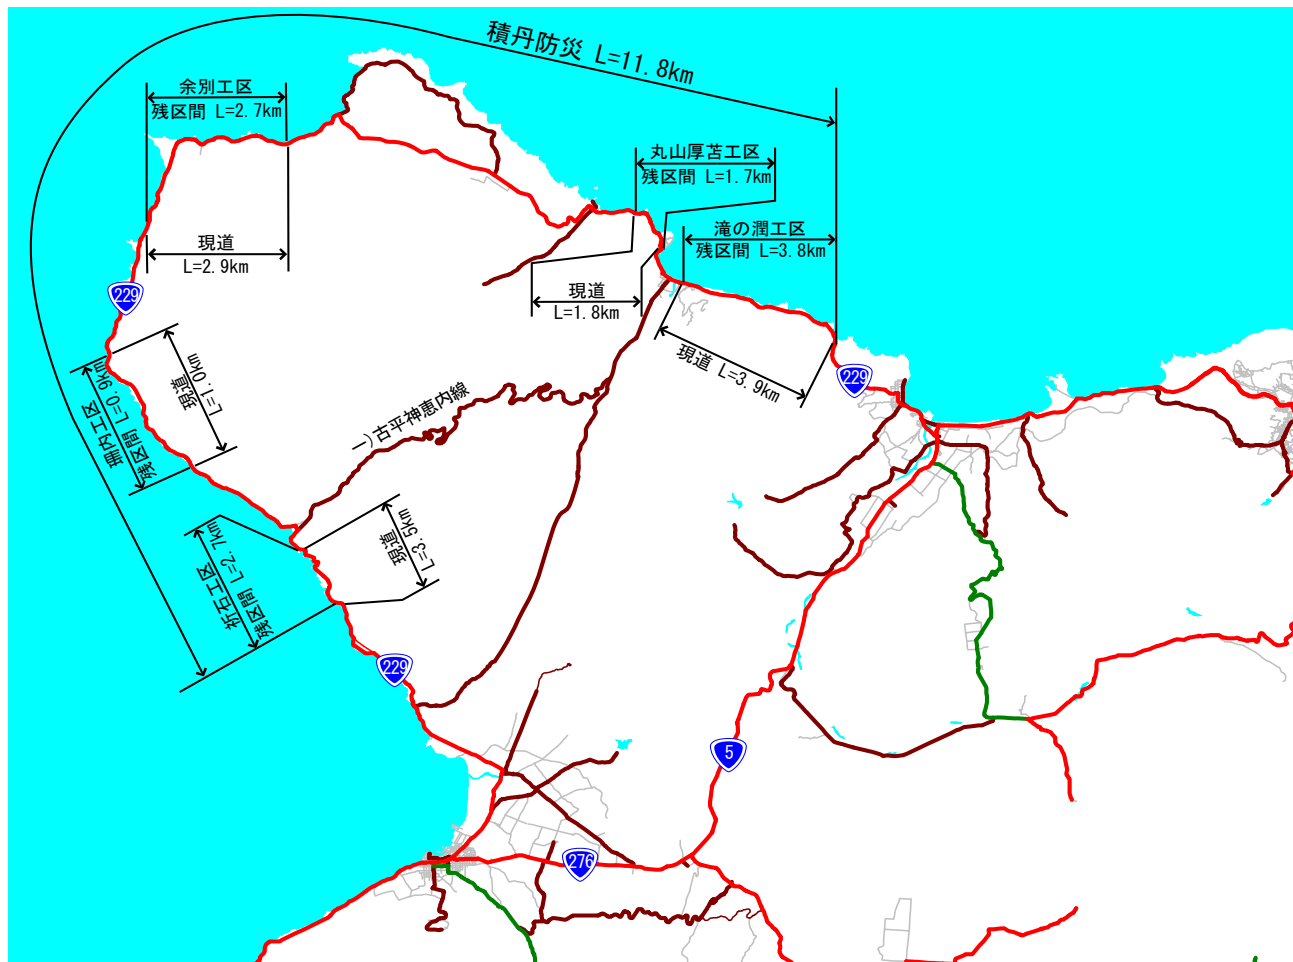 積丹防災 L=11.8km
余別工区
残区間 L=2.7km
現道
L=2.9km
丸山厚苫工区
残区間 L=1.7km
現道
L=1.8km
滝の澗工区
残区間 L=3.8km
現道 L=3.9km
229
229
現道
L=1.0km
珊内工区
残区間 L=0.9km
一)古平神恵内線
現道
L=3.5km
祈石工区
残区間 L=2.7km
229
5
276